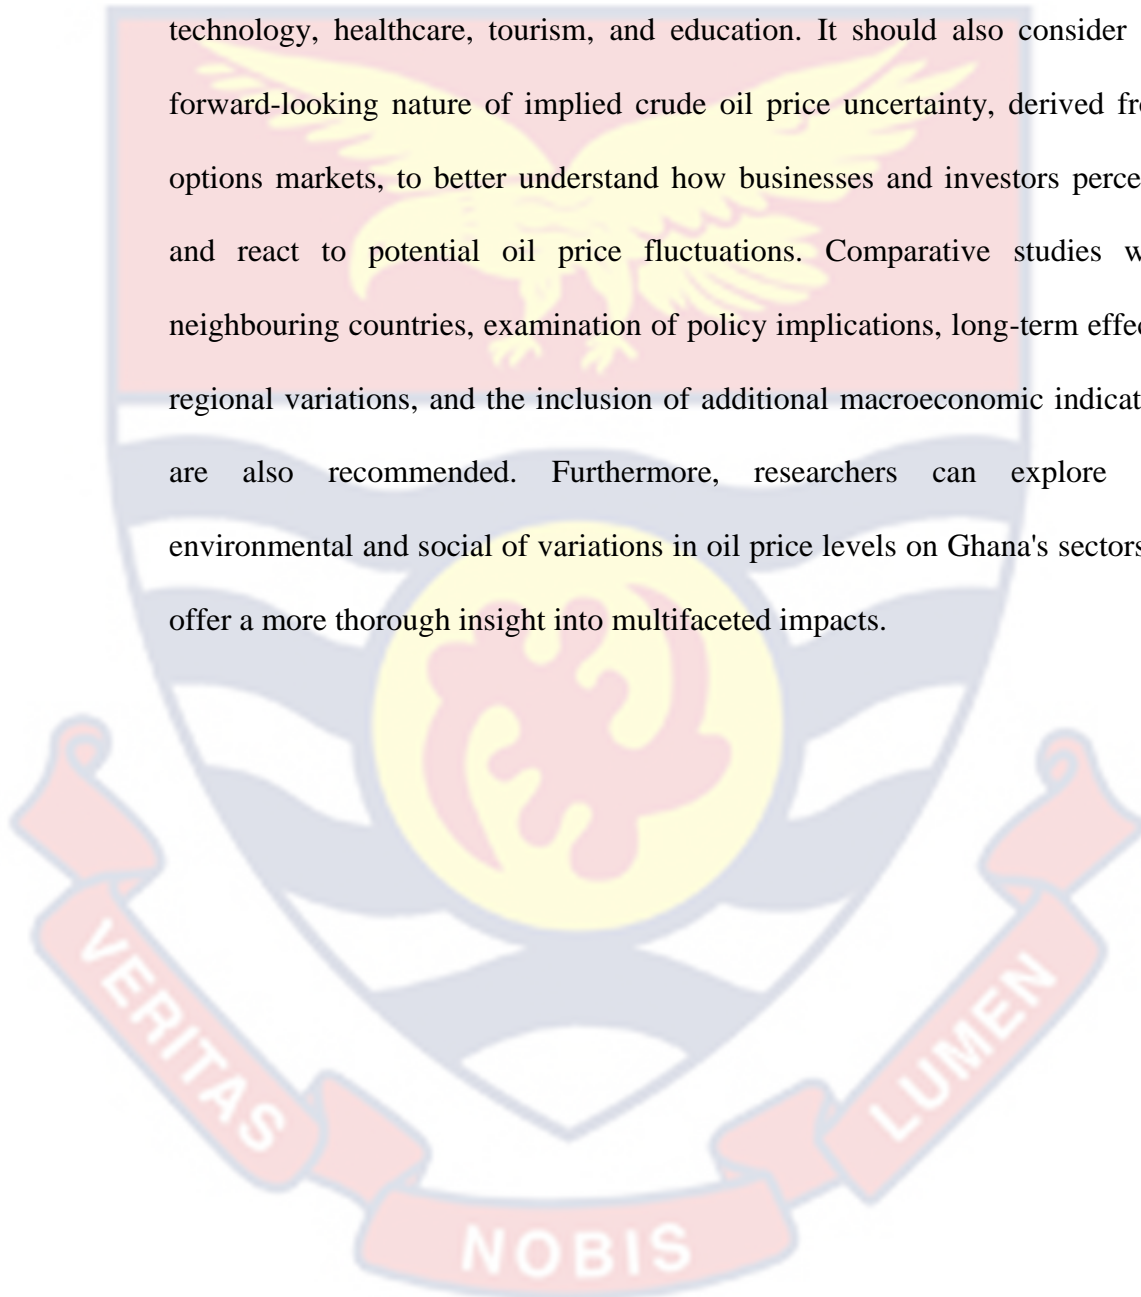 technology, healthcare, tourism, and education. It should also consider
forward-looking nature of implied crude oil price uncertainty, derived fro
options markets, to better understand how businesses and investors perce
and react to potential oil price fluctuations. Comparative studies w
neighbouring countries, examination of policy implications, long-term effec
regional variations, and the inclusion of additional macroeconomic indicat
are also recommended. Furthermore, researchers can explore
environmental and social of variations in oil price levels on Ghana's sectors
offer a more thorough insight into multifaceted impacts.
VERITAS
NOBIS
LUMEN